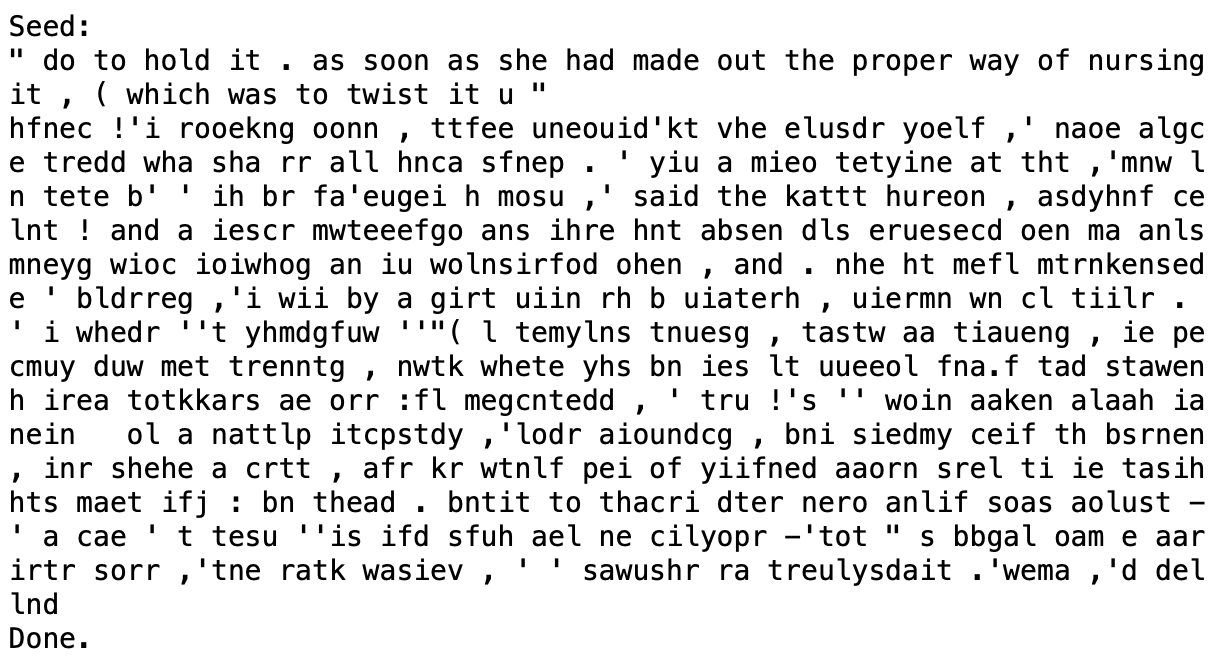 Seed:
" do to hold it . as soon as she had made out the proper way of nursing
it , ( which was to twist it u "
hfnec !'i rooekng oonn , ttfee uneouid'kt vhe elusdr yoelf ,' naoe algc
e tredd wha sha rr all hnca sfnep . ' yiu a mieo tetyine at tht ,'mnw l
n tete b' ' ih br fa'eugei h mosu ,' said the kattt hureon , asdyhnf ce
lnt ! and a iescr mwteeefgo ans ihre hnt absen dls eruesecd oen ma anls
mneyg wioc ioiwhog an iu wolnsirfod ohen , and . nhe ht mefl mtrnkensed
e ' bldrreg ,'i wii by a girt uiin rh b uiaterh , uiermn wn cl tiilr .
' i whedr ''t yhmdgfuw ''"( l temylns tnuesg , tastw aa tiaueng , ie pe
cmuy duw met trenntg , nwtk whete yhs bn ies lt uueeol fna.f tad stawen
h irea totkkars ae orr :fl megcntedd , ' tru !'s '' woin aaken alaah ia
nein   ol a nattlp itcpstdy ,'lodr aioundcg , bni siedmy ceif th bsrnen
, inr shehe a crtt , afr kr wtnlf pei of yiifned aaorn srel ti ie tasih
hts maet ifj : bn thead . bntit to thacri dter nero anlif soas aolust -
' a cae ' t tesu ''is ifd sfuh ael ne cilyopr -'tot " s bbgal oam e aar
irtr sorr ,'tne ratk wasiev , ' ' sawushr ra treulysdait .'wema ,'d del
lnd
Done.